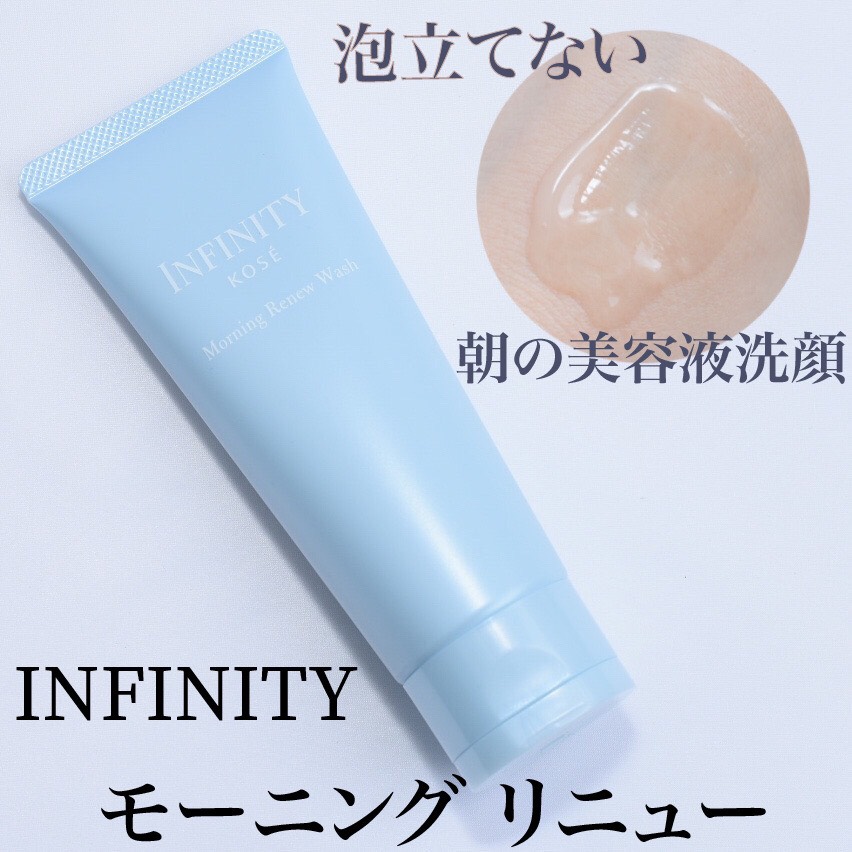 泡立てない
INFINITY
KOSÉ
Morning Renew Wash
朝の美容液洗顔
INFINITY
モーニング リニュー